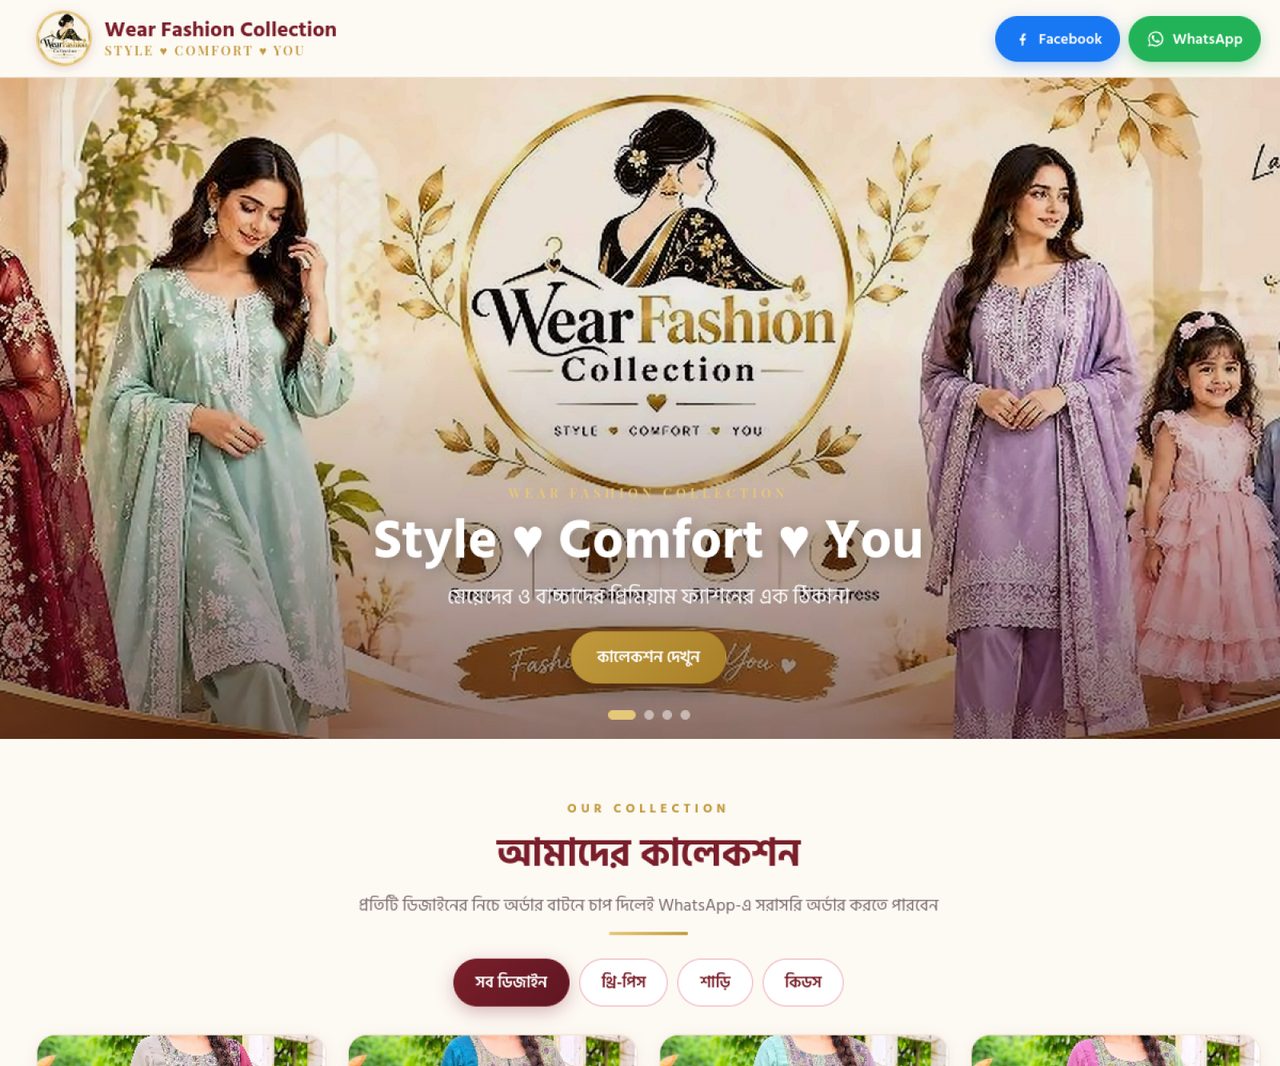 Wear Fashion Collection
STYLE ♥ COMFORT ♥ YOU
Facebook
WhatsApp
La
Wear Fashion
Collection
STYLE ♥ COMFORT ♥ YOU
WEAR FASHION COLLECTION
Style ♥ Comfort ♥ You
মেয়েদের ও বাচ্চাদের প্রিমিয়াম ফ্যাশনের এক ঠিকানা
কালেকশন দেখুন
You ♥
OUR COLLECTION
আমাদের কালেকশন
প্রতিটি ডিজাইনের নিচে অর্ডার বাটনে চাপ দিলেই WhatsApp-এ সরাসরি অর্ডার করতে পারবেন
সব ডিজাইন
থ্রি-পিস
শাড়ি
কিডস